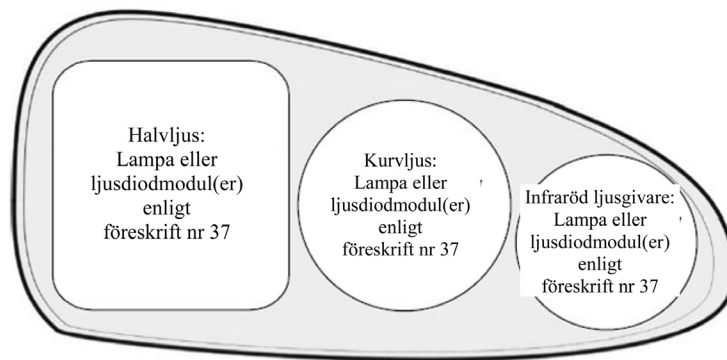 Halvljus:
Lampa eller
ljusdiodmodul(er)
enligt
föreskrift nr 37
Kurvljus:
Lampa eller
ljusdiodmodul(er)
enligt
föreskrift nr 37
Infraröd ljusgivare:
Lampa eller
ljusdiodmodul(er)
enligt
föreskrift nr 37